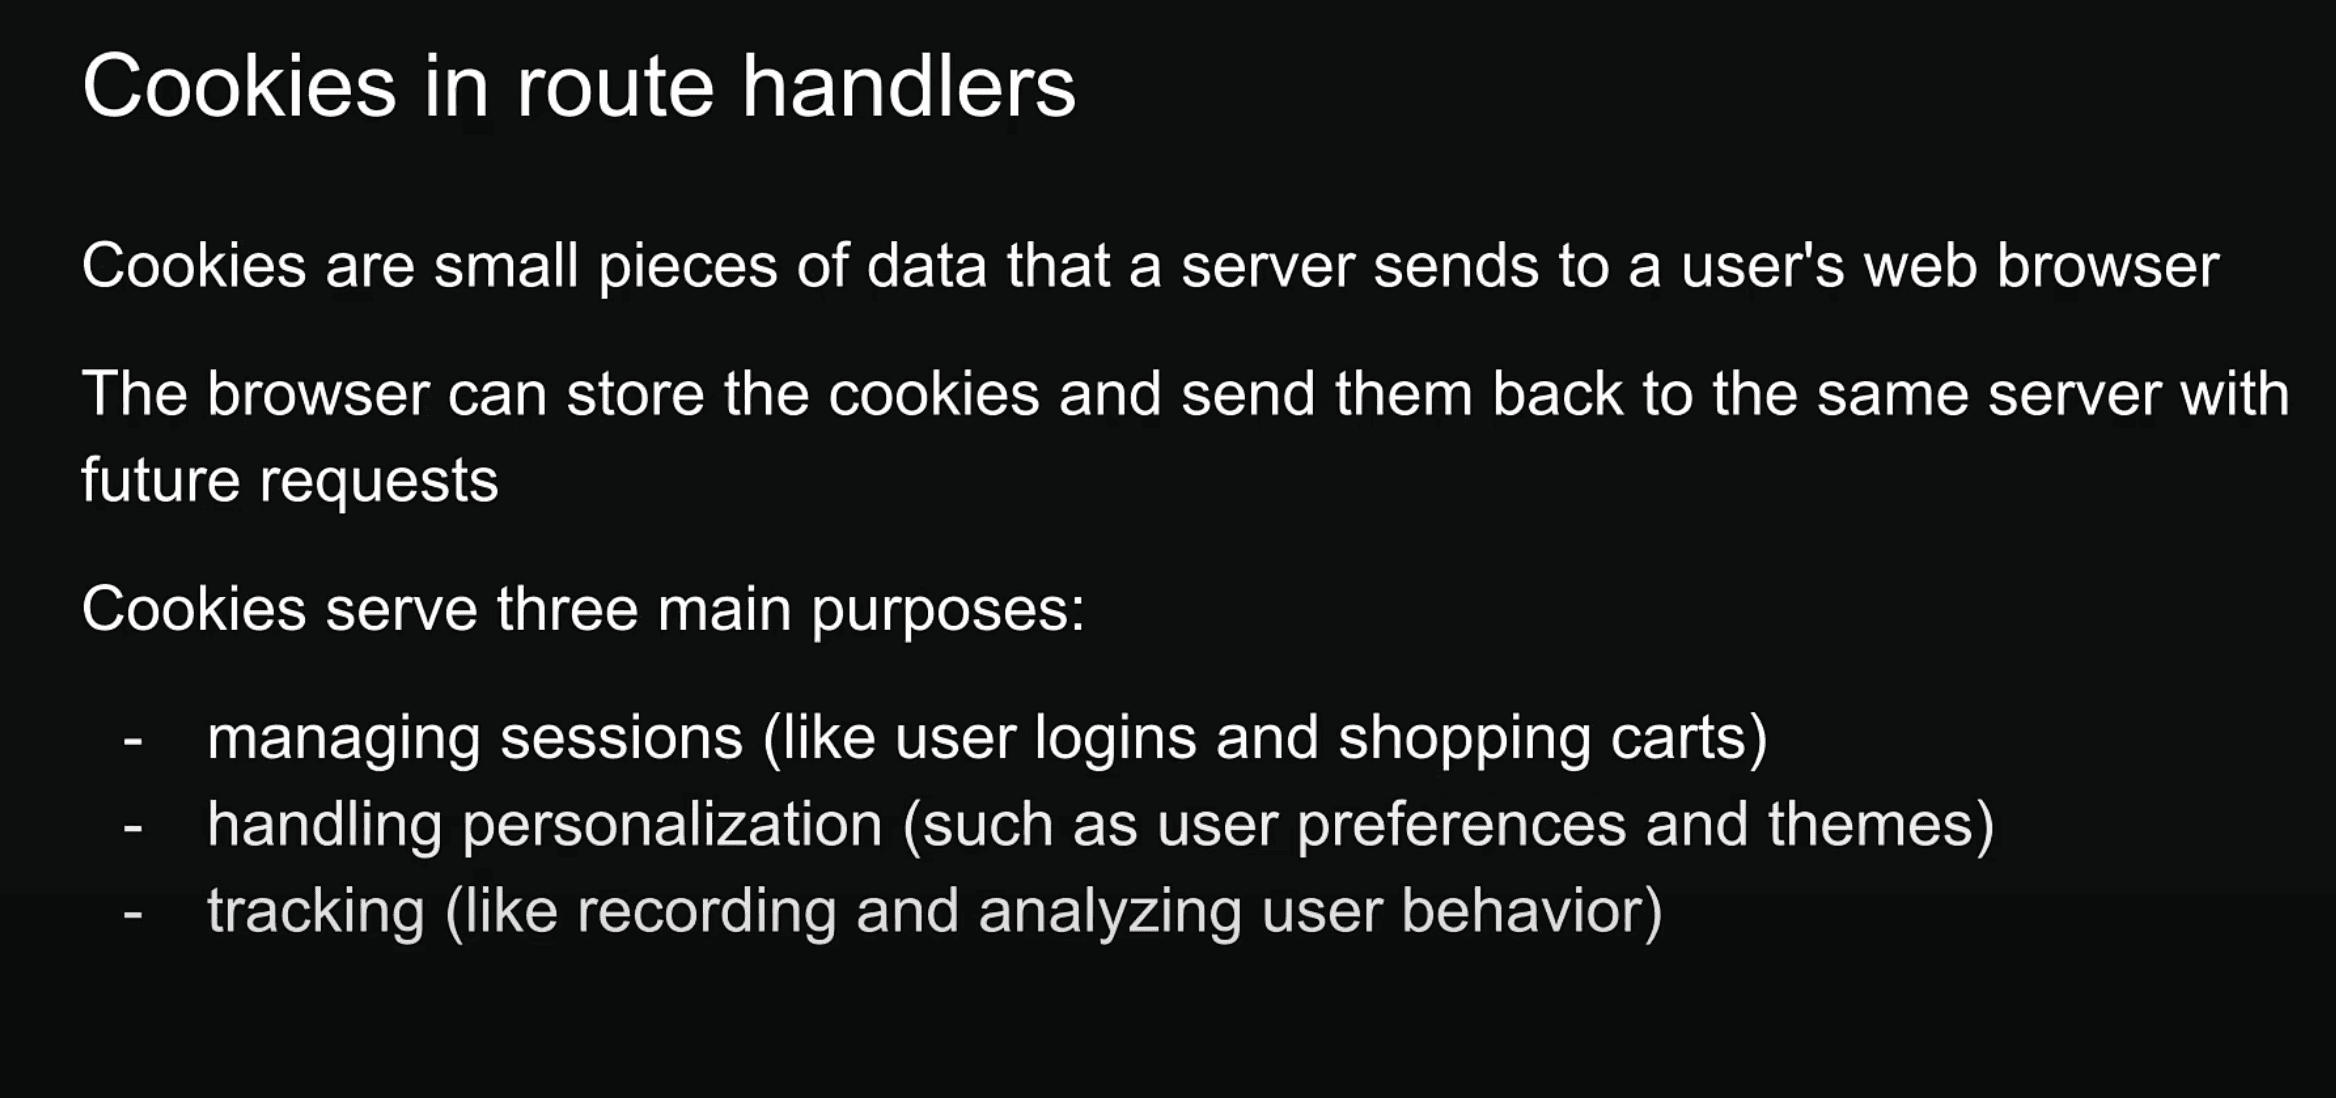 Cookies in route handlers
Cookies are small pieces of data that a server sends to a user's web browser
The browser can store the cookies and send them back to the same server with
future requests
Cookies serve three main purposes:
- managing sessions (like user logins and shopping carts)
- handling personalization (such as user preferences and themes)
- tracking (like recording and analyzing user behavior)